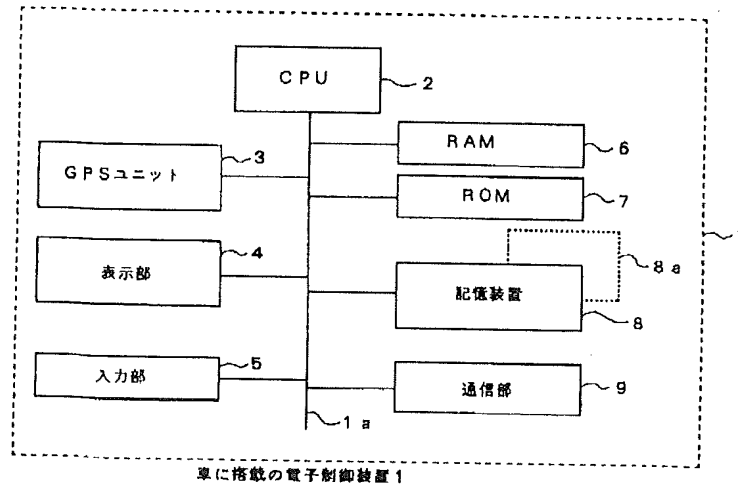 CPU
2
GPSユニット
3
RAM
6
ROM
7
表示部
4
8a
記憶装置
8
入力部
5
通信部
9
1a
車に搭載の電子制御装置1